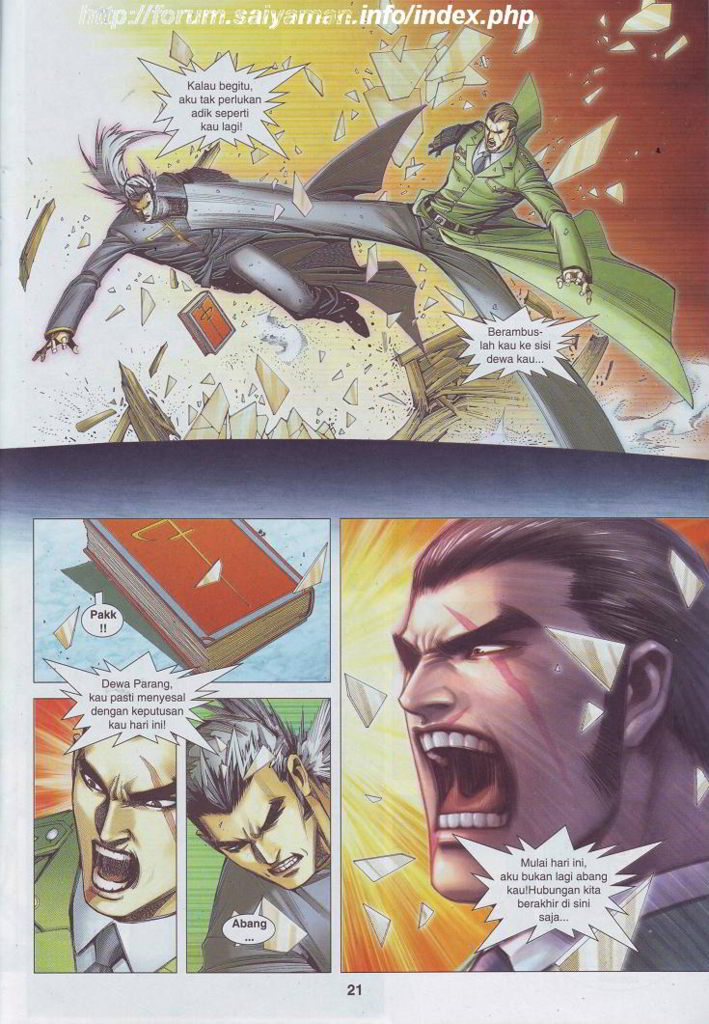 http://forum.saiyaman.info/index.php
Kalau begitu,
aku tak perlukan
adik seperti
kau lagi!
Berambus-
lah kau ke sisi
dewa kau...
Pakk
!!
Dewa Parang,
kau pasti menyesal
dengan keputusan
kau hari ini!
Abang
...
Mulai hari ini,
aku bukan lagi abang
kau!Hubungan kita
berakhir di sini
saja...
21